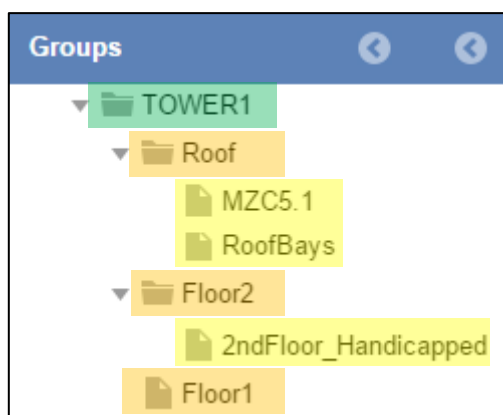 Groups
TOWER1
Roof
MZC5.1
RoofBays
Floor2
2ndFloor_Handicapped
Floor1